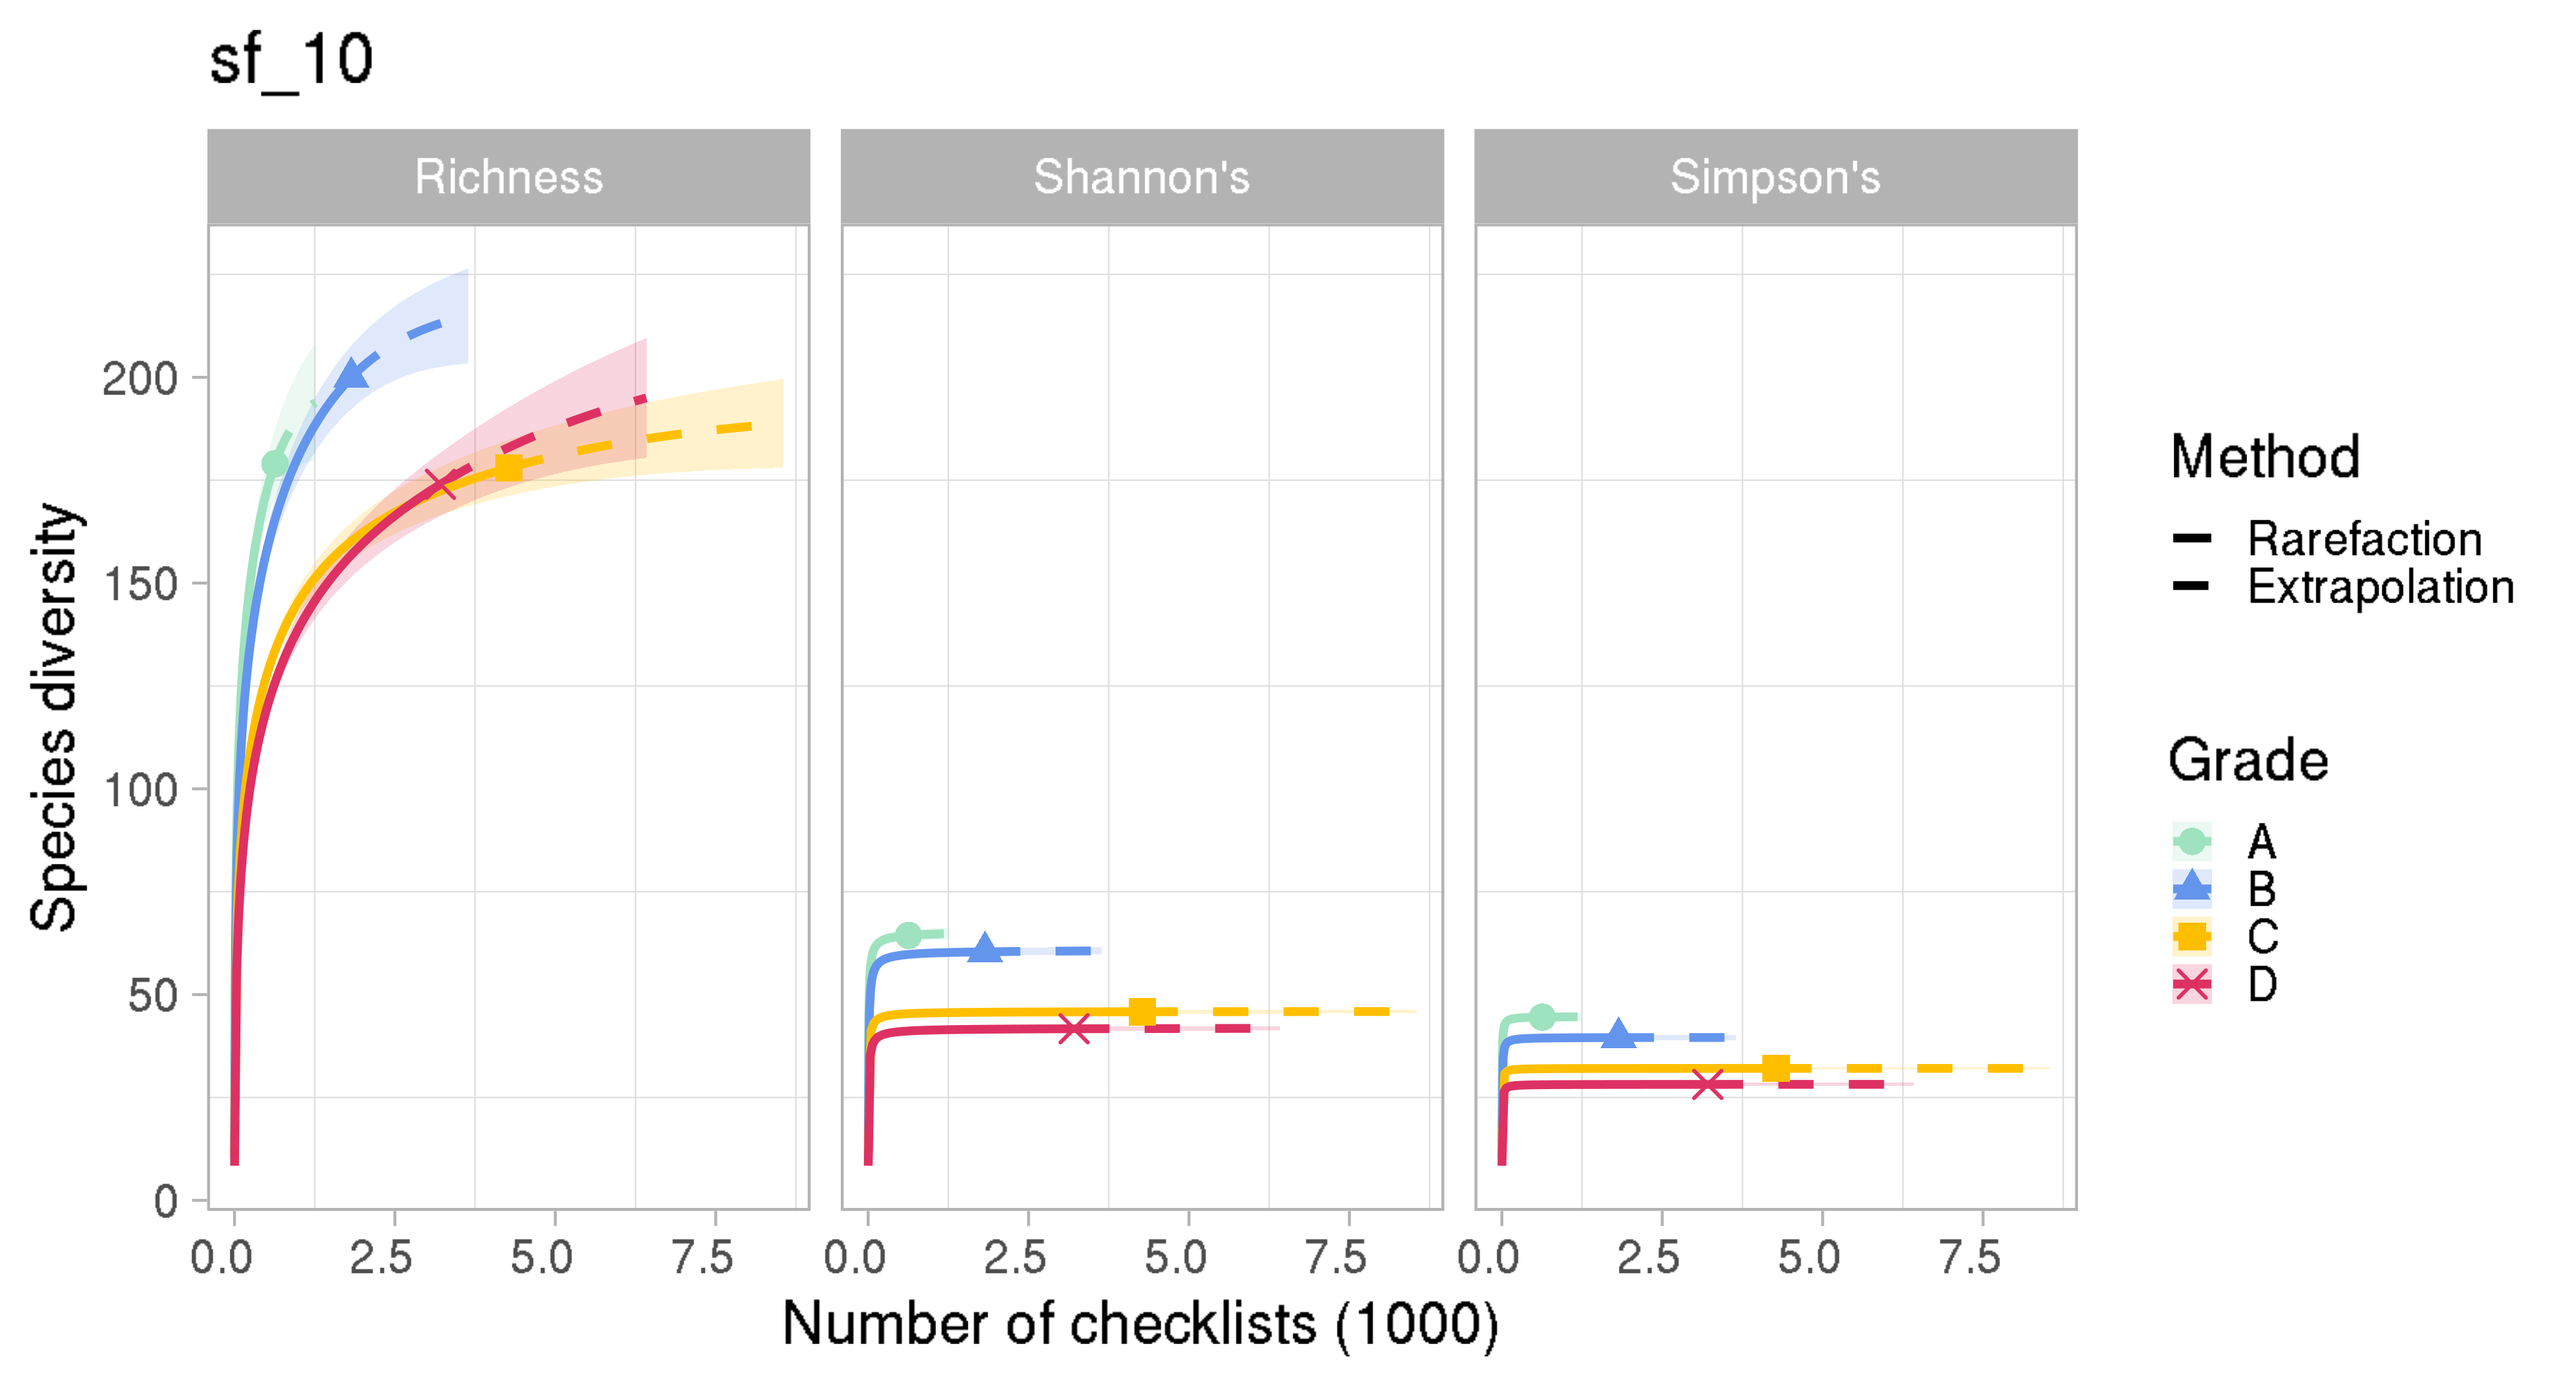 sf_10
Richness
Shannon's
Simpson's
Species diversity
200
150
100
50
0
0.0 2.5 5.0 7.5
0.0 2.5 5.0 7.5
0.0 2.5 5.0 7.5
Number of checklists (1000)
Method
Rarefaction
Extrapolation
Grade
A
B
C
D